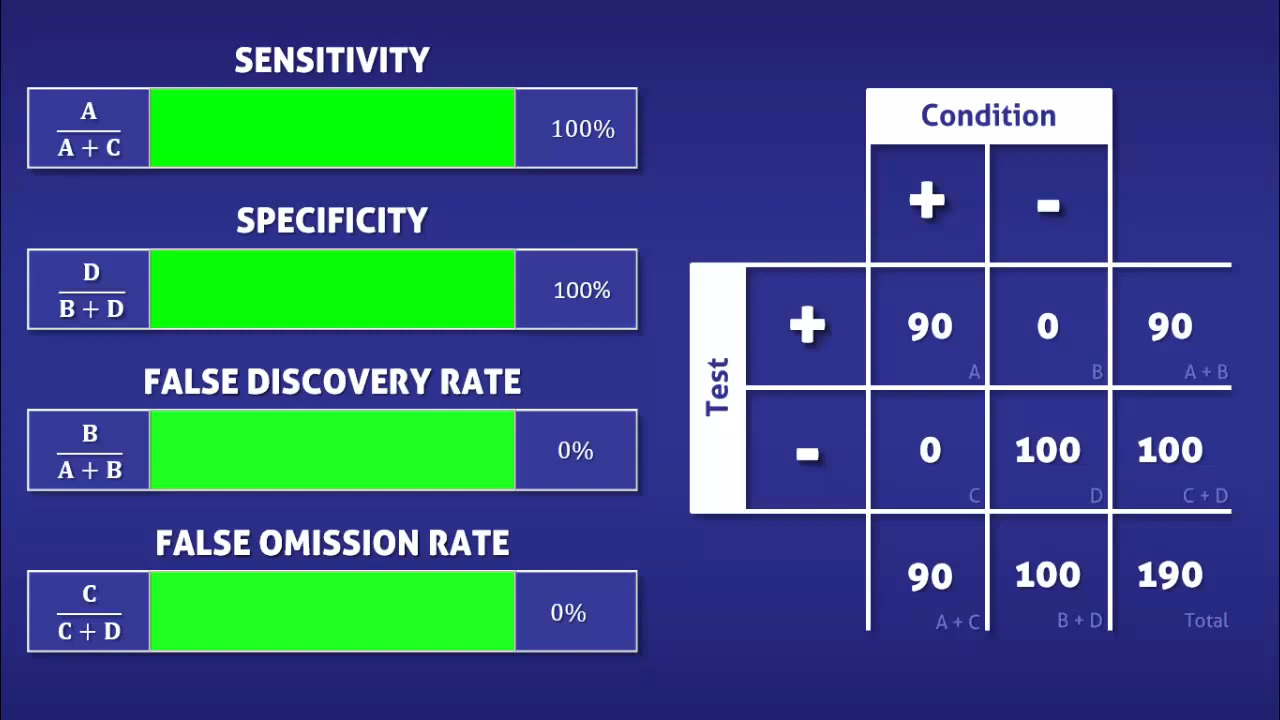 SENSITIVITY
A
A + C
100%
SPECIFICITY
D
B + D
100%
FALSE DISCOVERY RATE
B
A + B
0%
FALSE OMISSION RATE
C
C + D
0%
Condition
+ -
Test
+ 90 0 90
A B A + B
- 0 100 100
C D C + D
90 100 190
A + C B + D Total